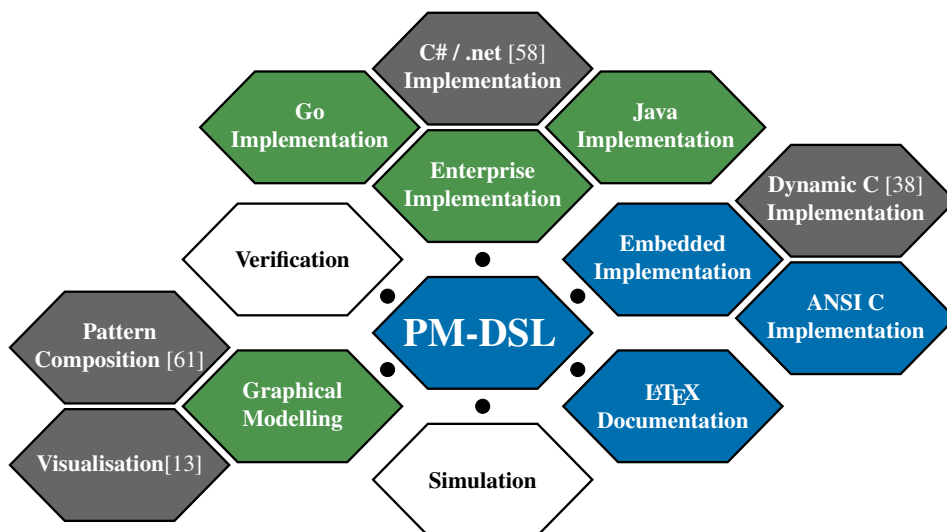 C# / .net [58]
Implementation
Go
Implementation
Java
Implementation
Enterprise
Implementation
Dynamic C [38]
Implementation
Verification
Embedded
Implementation
ANSI C
Implementation
PM-DSL
Pattern
Composition [61]
Graphical
Modelling
LATEX
Documentation
Visualisation[13]
Simulation